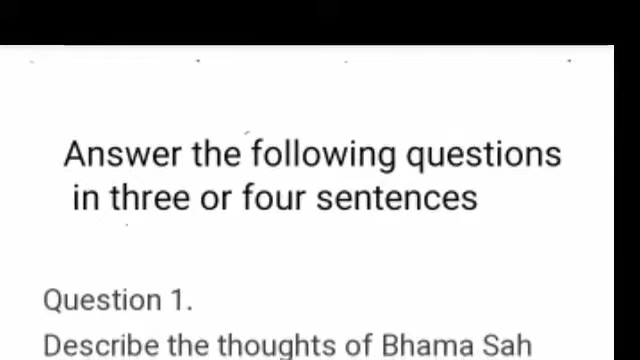 Answer the following questions
in three or four sentences
Question 1.
Describe the thoughts of Bhama Sah